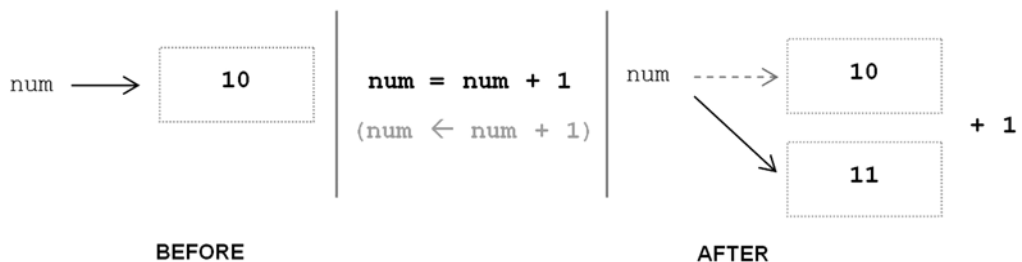 num
10
num = num + 1
(num ← num + 1)
num
10
+ 1
11
BEFORE
AFTER